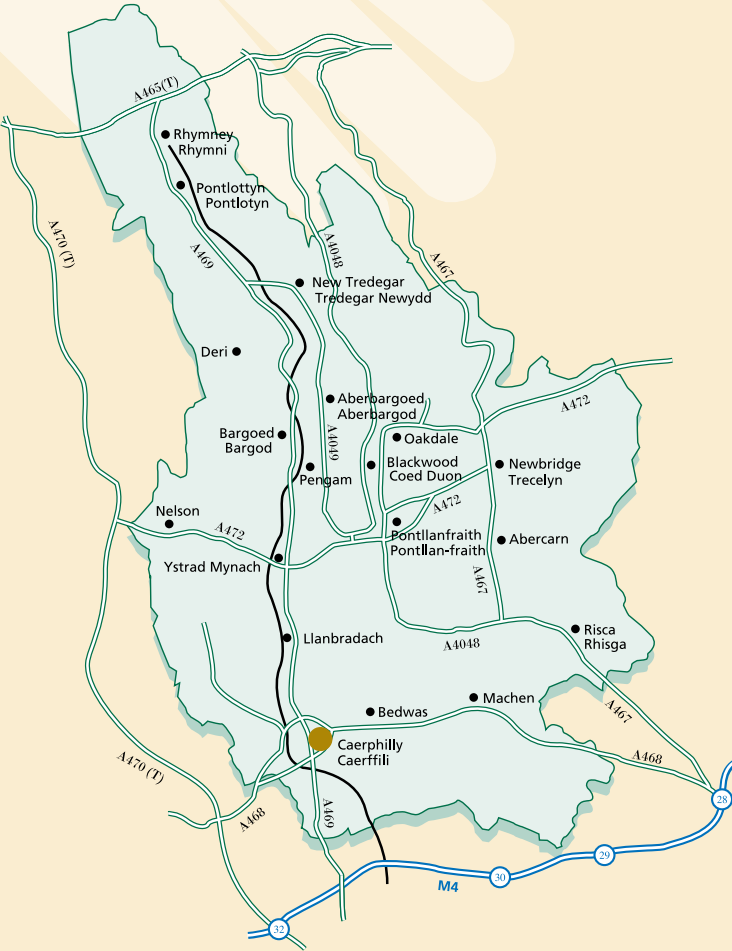 A465(T)
Rhymney
Rhymni
Pontlottyn
Pontlotyn
A470 (T)
A469
A4048
A467
New Tredegar
Tredegar Newydd
Deri
Aberbargoed
Aberbargod
A472
Bargoed
Bargod
A4049
Oakdale
Blackwood
Coed Duon
Newbridge
Trecelyn
Pengam
A472
Nelson
A472
Pontllanfraith
Pontllan-fraith
Abercarn
Ystrad Mynach
A467
Llanbradach
A4048
Risca
Rhisga
Machen
Bedwas
A467
Caerphilly
Caerffili
A468
A470 (T)
A468
A469
28
29
30
M4
32